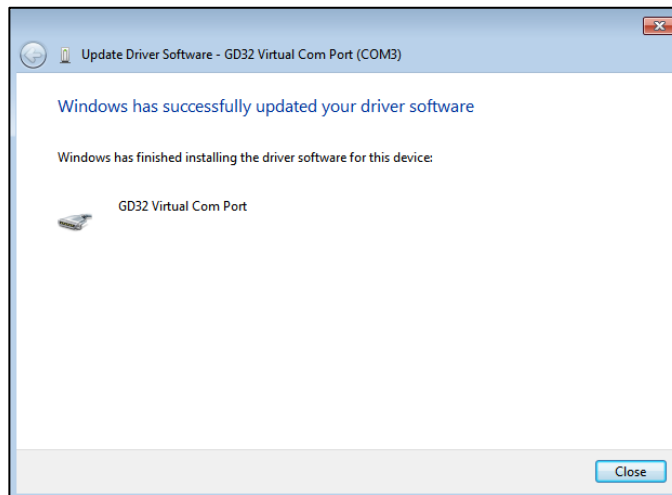 Update Driver Software - GD32 Virtual Com Port (COM3)
Windows has successfully updated your driver software
Windows has finished installing the driver software for this device:
GD32 Virtual Com Port
Close